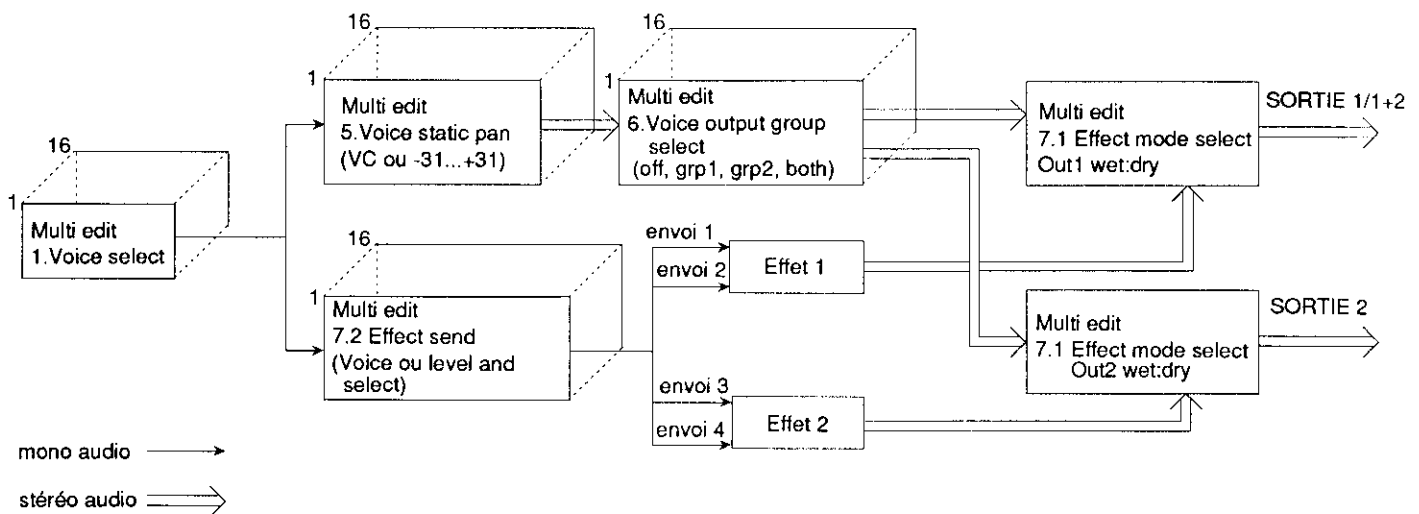 16
1
Multi edit
1.Voice select
16
1
Multi edit
5.Voice static pan
(VC ou -31...+31)
16
1
Multi edit
6.Voice output group
select
(off, grp1, grp2, both)
Multi edit
7.1 Effect mode select
Out1 wet:dry
SORTIE 1/1+2
16
1
Multi edit
7.2 Effect send
(Voice ou level and
select)
envoi 1
envoi 2
Effet 1
envoi 3
envoi 4
Effet 2
Multi edit
7.1 Effect mode select
Out2 wet:dry
SORTIE 2
mono audio
stéréo audio